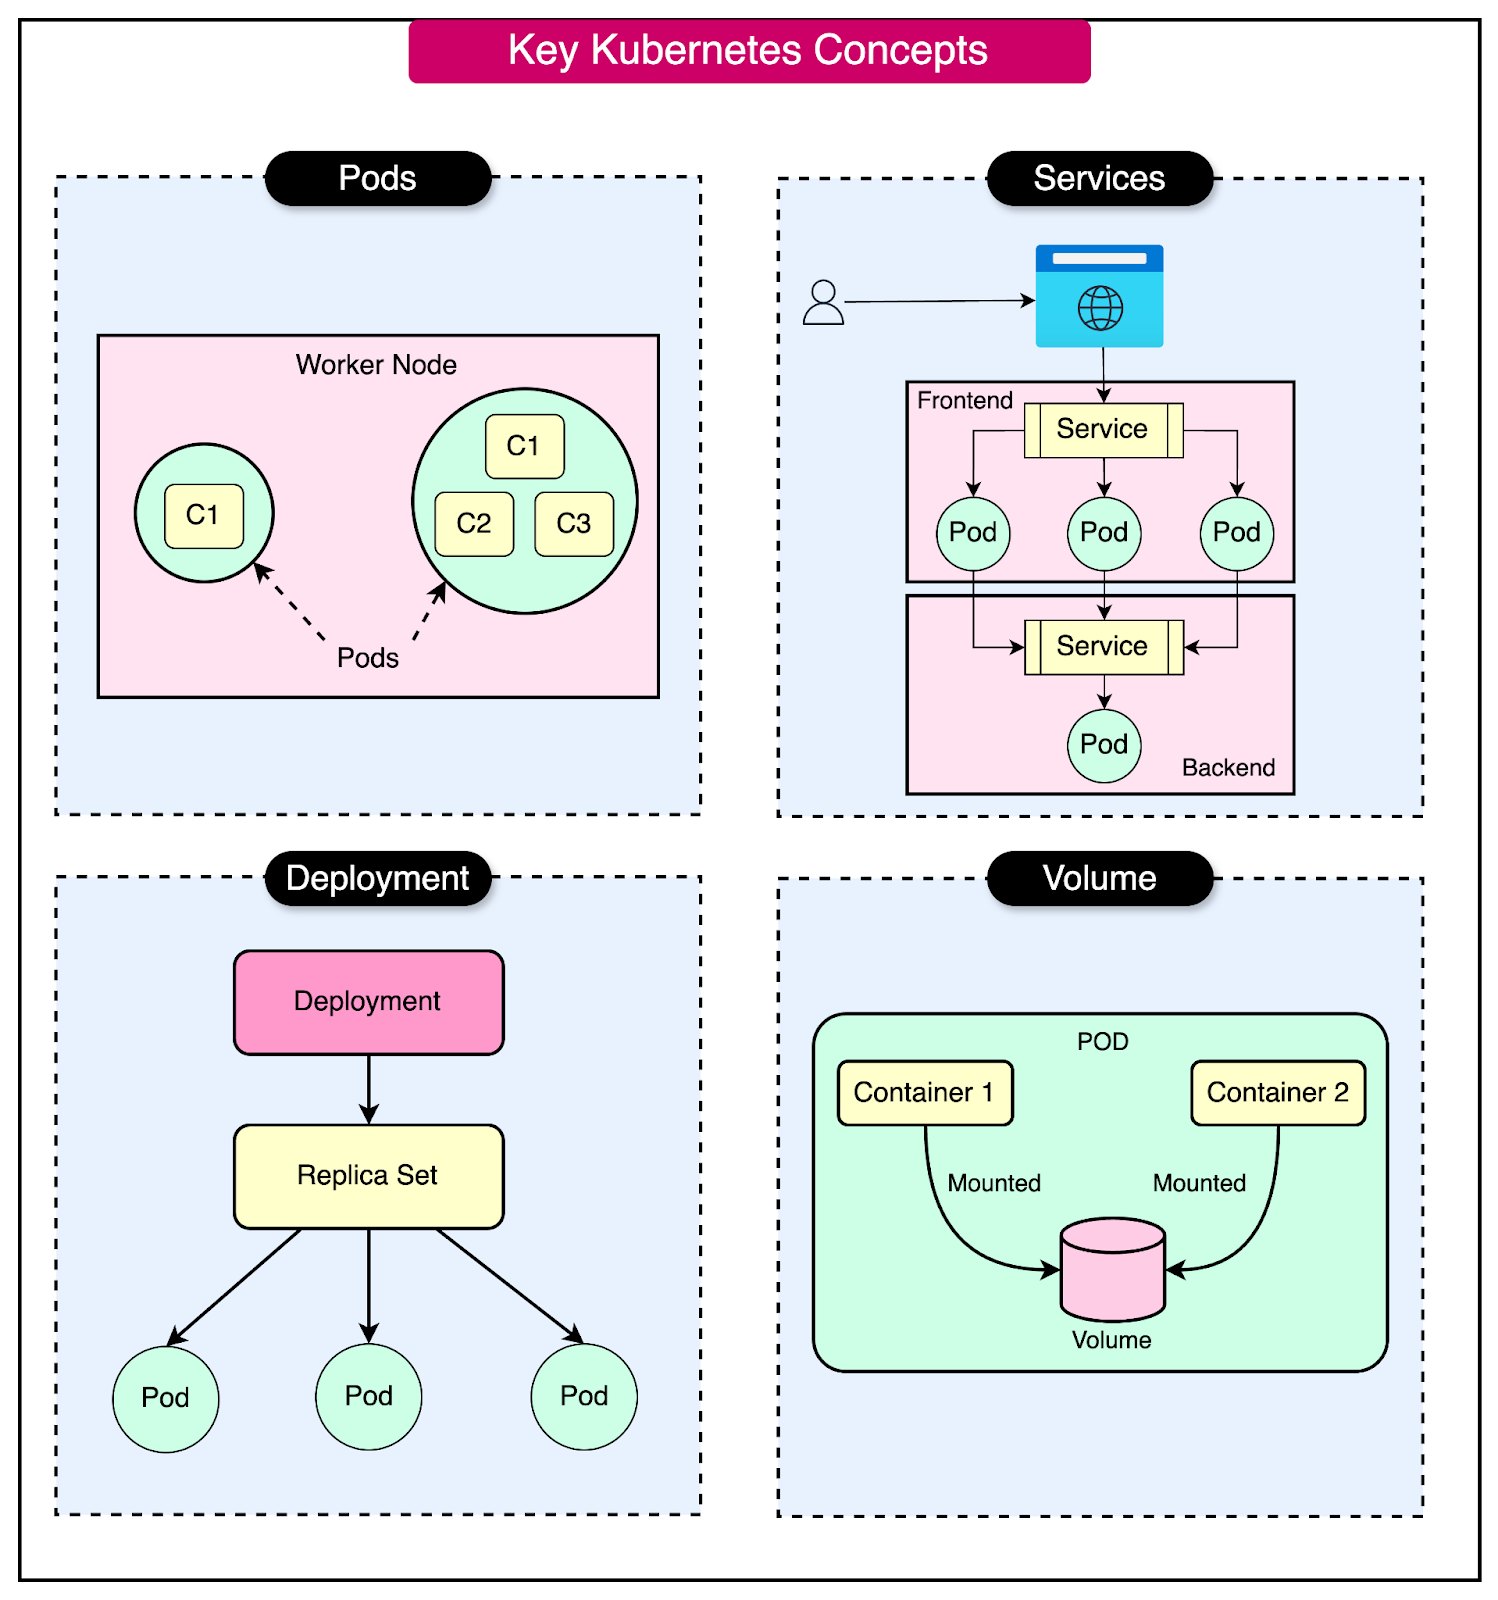 Key Kubernetes Concepts
Pods
Worker Node
C1
C1
C2
C3
Pods
Services
Frontend
Service
Pod
Pod
Pod
Service
Pod
Backend
Deployment
Deployment
Replica Set
Pod
Pod
Pod
Volume
POD
Container 1
Container 2
Mounted
Mounted
Volume